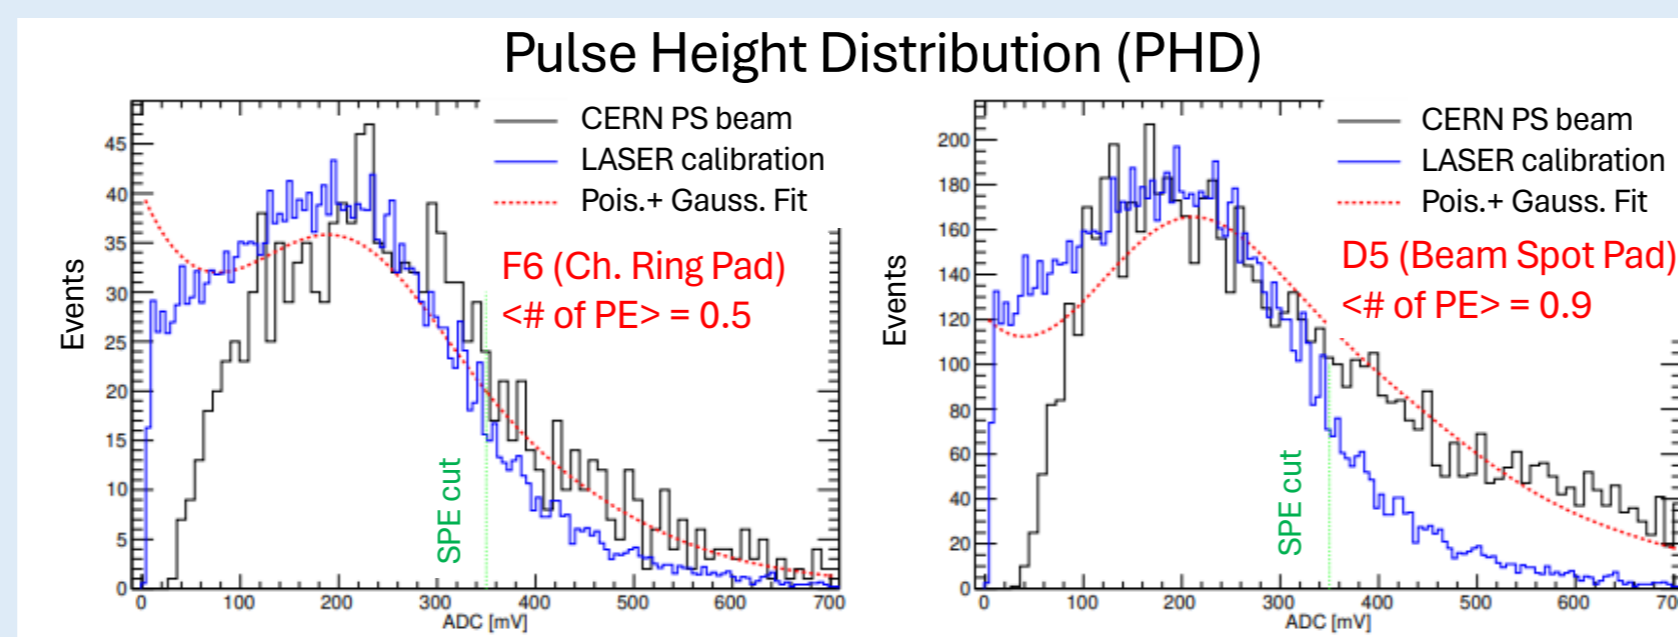 Pulse Height Distribution (PHD)
CERN PS beam
LASER calibration
Pois.+ Gauss. Fit
F6 (Ch. Ring Pad)
<# of PE> = 0.5
SPE cut
Events
45
40
35
30
25
20
15
10
5
0
0 100 200 300 400 500 600 700
ADC [mV]
CERN PS beam
LASER calibration
Pois.+ Gauss. Fit
D5 (Beam Spot Pad)
<# of PE> = 0.9
SPE cut
Events
200
180
160
140
120
100
80
60
40
20
0
0 100 200 300 400 500 600 70
ADC [mV]